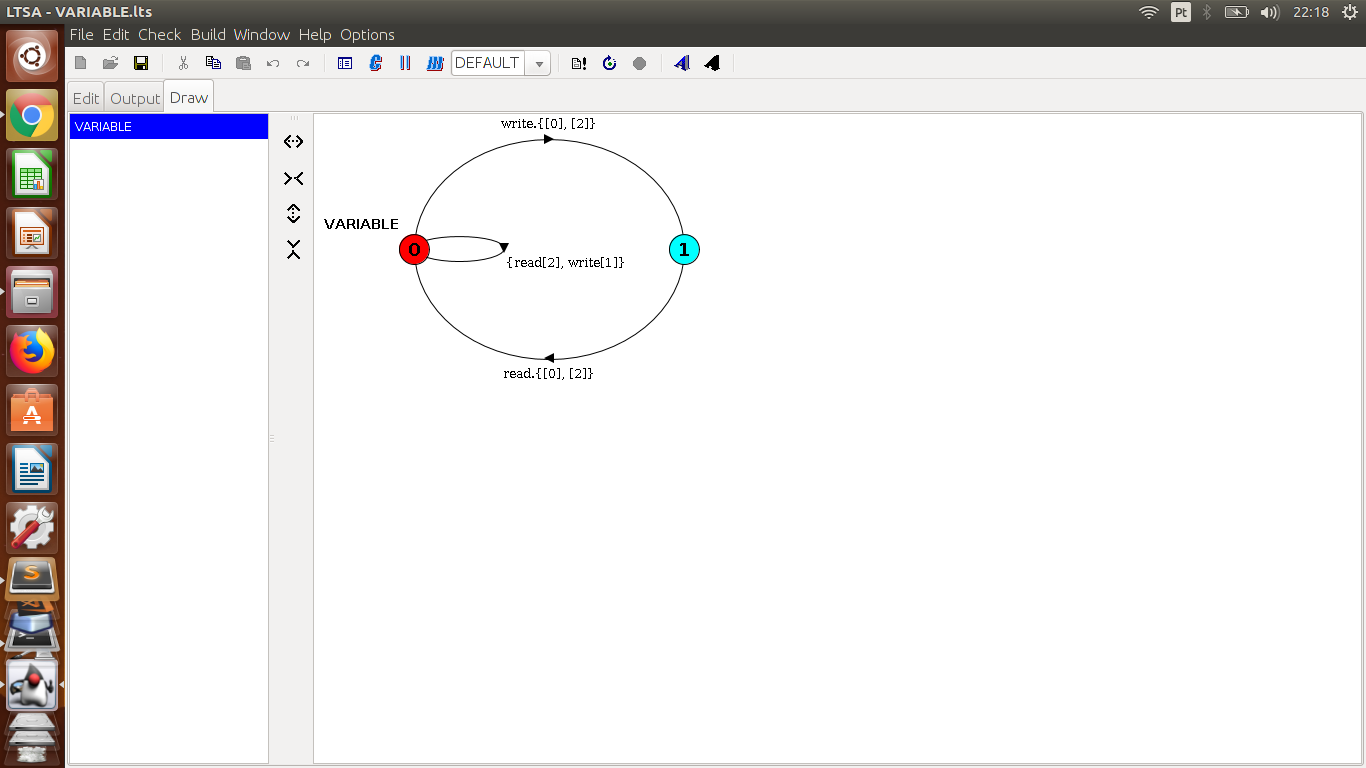 LTSA - VARIABLE.lts
Pt
22:18
File Edit Check Build Window Help Options
DEFAULT
Edit Output Draw
VARIABLE
write.{[0], [2]}
VARIABLE
0
1
{read[2], write[1]}
read.{[0], [2]}